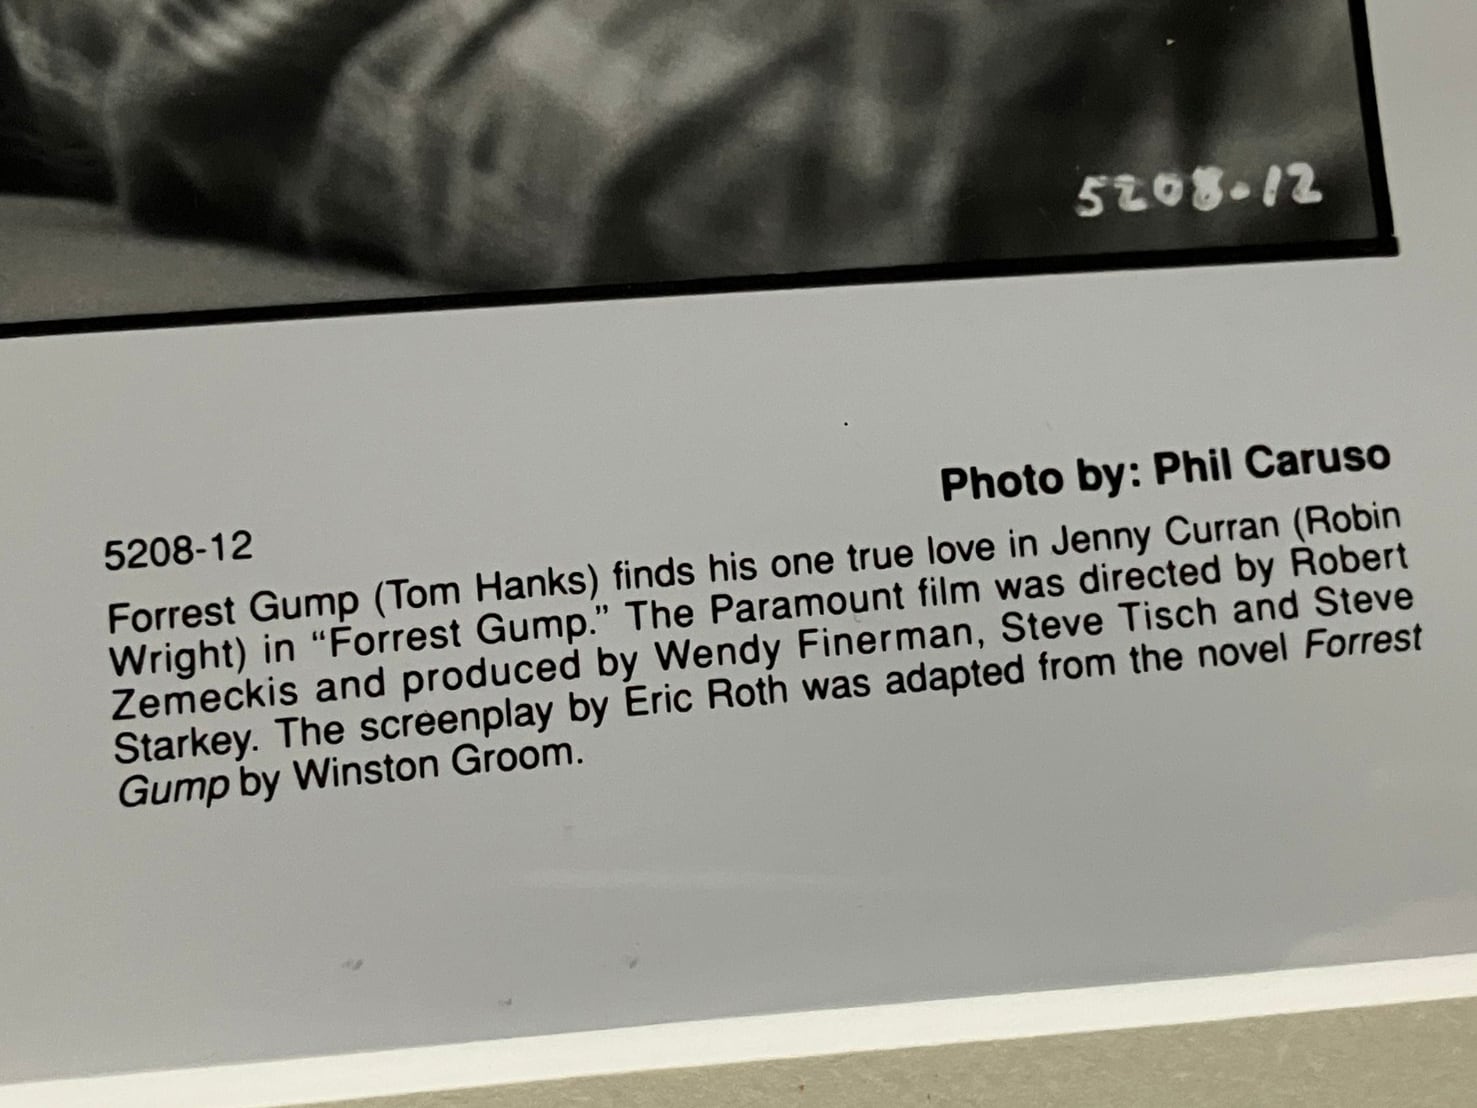 5208-12
Photo by: Phil Caruso
5208-12
Forrest Gump (Tom Hanks) finds his one true love in Jenny Curran (Robin
Wright) in “Forrest Gump.” The Paramount film was directed by Robert
Zemeckis and produced by Wendy Finerman, Steve Tisch and Steve
Starkey. The screenplay by Eric Roth was adapted from the novel Forrest
Gump by Winston Groom.